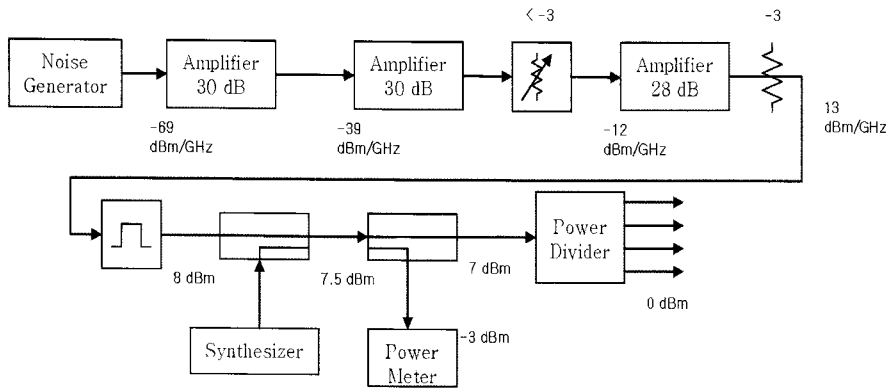 < -3
-3
Noise
Generator
Amplifier
30 dB
Amplifier
30 dB
Amplifier
28 dB
-69
dBm/GHz
-39
dBm/GHz
-12
dBm/GHz
13
dBm/GHz
Power
Divider
8 dBm
7.5 dBm
7 dBm
0 dBm
Synthesizer
Power
Meter
-3 dBm